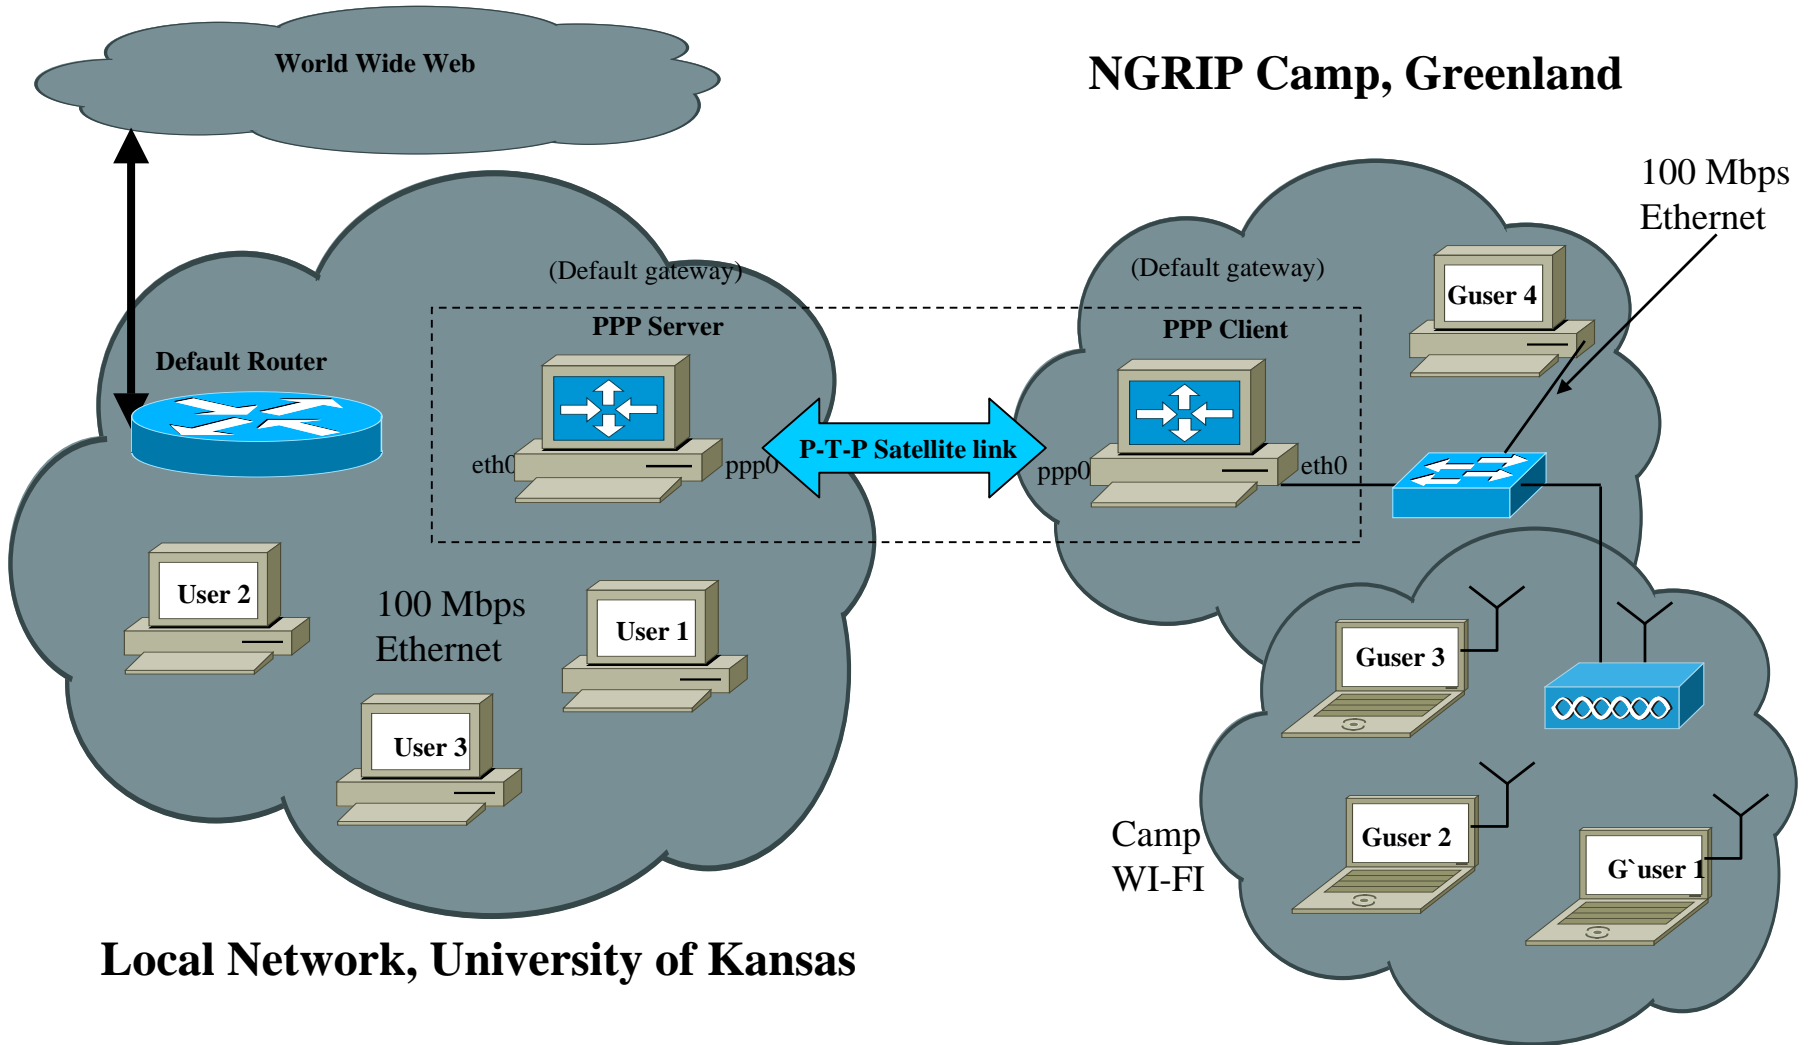 World Wide Web
NGRIP Camp, Greenland
100 Mbps
Ethernet
(Default gateway)
(Default gateway)
Guser 4
PPP Server
PPP Client
Default Router
P-T-P Satellite link
eth0
ppp0
ppp0
eth0
User 2
100 Mbps
Ethernet
User 1
User 3
Guser 3
Guser 2
G`user 1
Camp
WI-FI
Local Network, University of Kansas